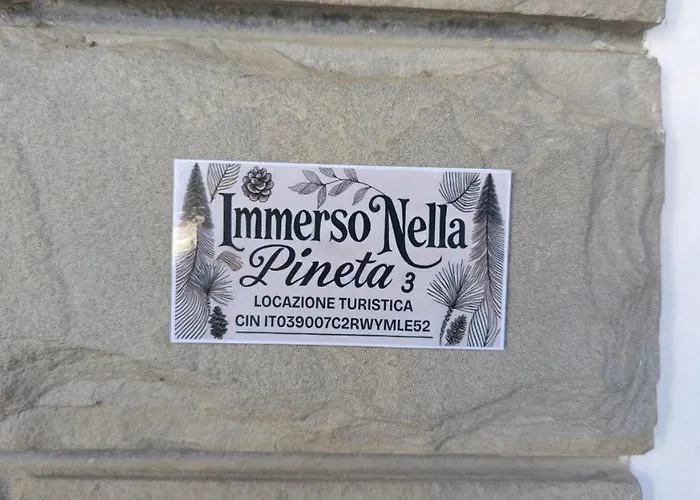 Immerso Nella
Pineta 3
LOCAZIONE TURISTICA
CIN IT039007C2RWYMLE52